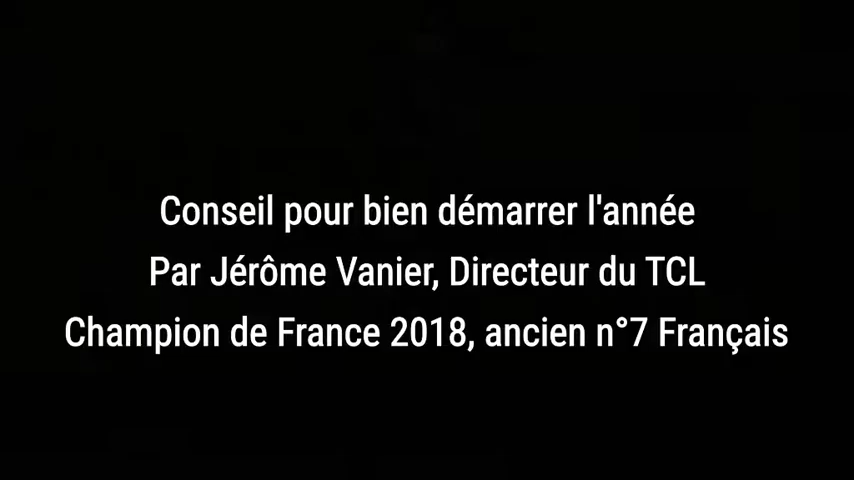 Conseil pour bien démarrer l'année
Par Jérôme Vanier, Directeur du TCL
Champion de France 2018, ancien n°7 Français